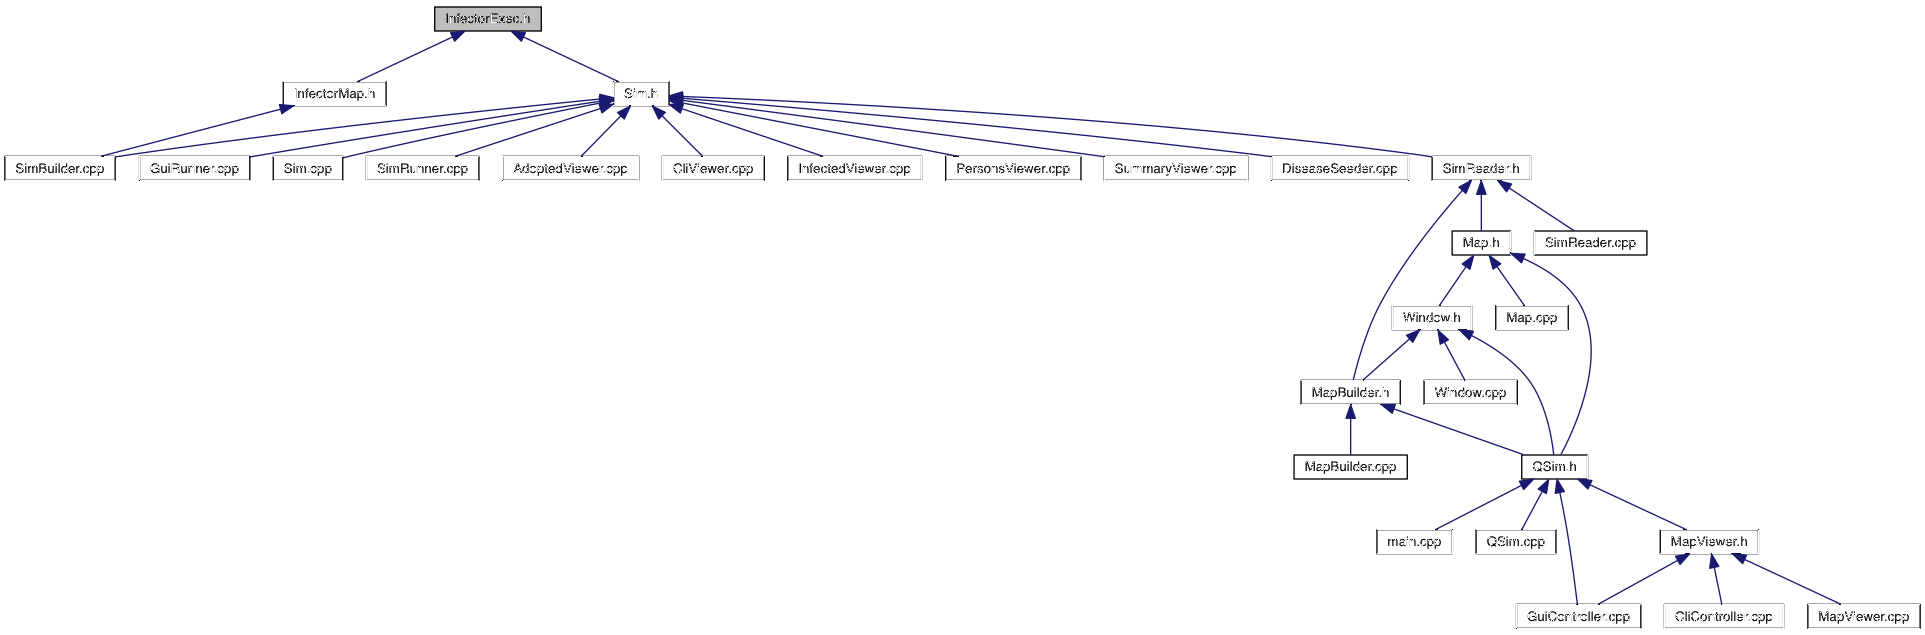 InfectorExec.h
InfectorMap.h
Sim.h
SimBuilder.cpp
GuiRunner.cpp
Sim.cpp
SimRunner.cpp
AdoptedViewer.cpp
CliViewer.cpp
InfectedViewer.cpp
PersonsViewer.cpp
SummaryViewer.cpp
DiseaseSeeder.cpp
SimReader.h
Map.h
SimReader.cpp
Window.h
Map.cpp
MapBuilder.h
Window.cpp
MapBuilder.cpp
QSim.h
main.cpp
QSim.cpp
MapViewer.h
GuiController.cpp
CliController.cpp
MapViewer.cpp